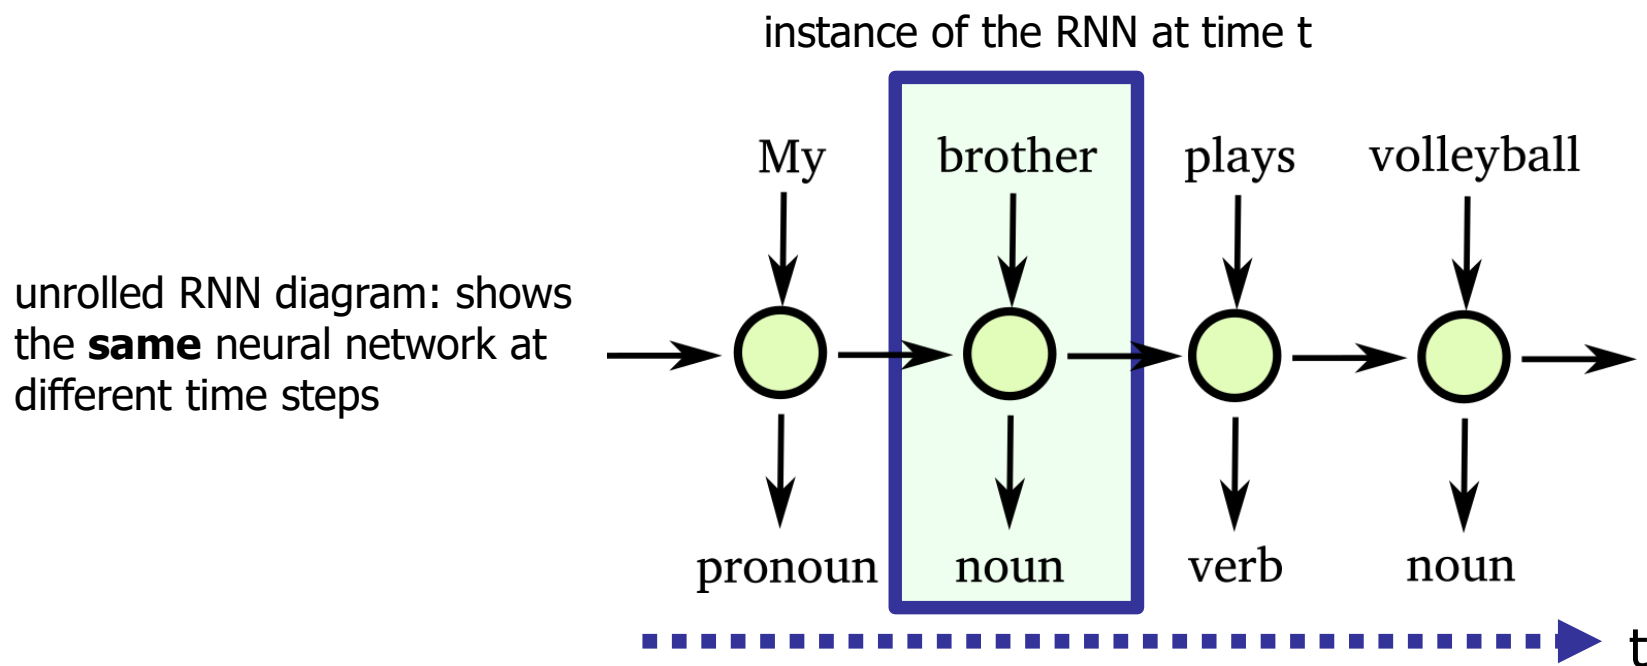 instance of the RNN at time t
My brother plays volleyball
unrolled RNN diagram: shows
the same neural network at
different time steps
pronoun noun verb noun
t